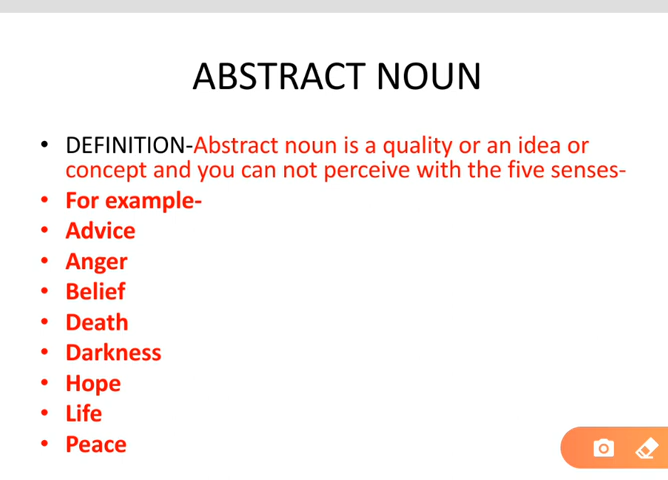 ABSTRACT NOUN
• DEFINITION-Abstract noun is a quality or an idea or
concept and you can not perceive with the five senses-
• For example-
• Advice
• Anger
• Belief
• Death
• Darkness
• Hope
• Life
• Peace